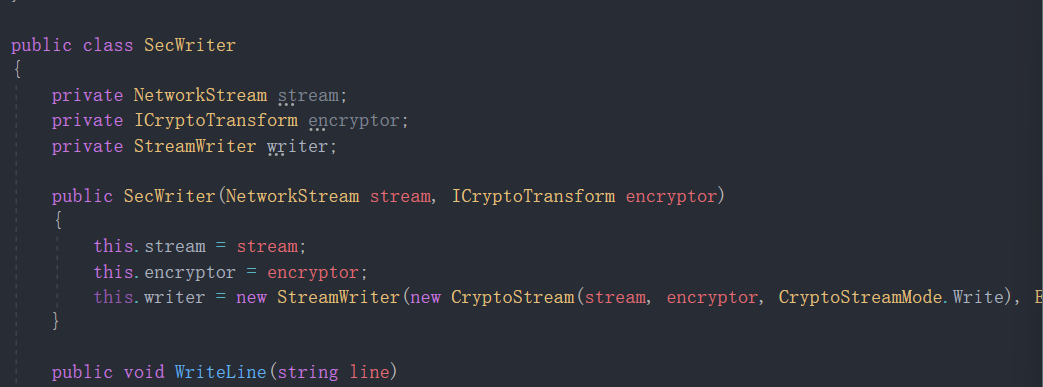 }
public class SecWriter
{
private NetworkStream stream;
private ICryptoTransform encryptor;
private StreamWriter writer;
public SecWriter(NetworkStream stream, ICryptoTransform encryptor)
{
this.stream = stream;
this.encryptor = encryptor;
this.writer = new StreamWriter(new CryptoStream(stream, encryptor, CryptoStreamMode.Write),
}
public void WriteLine(string line)